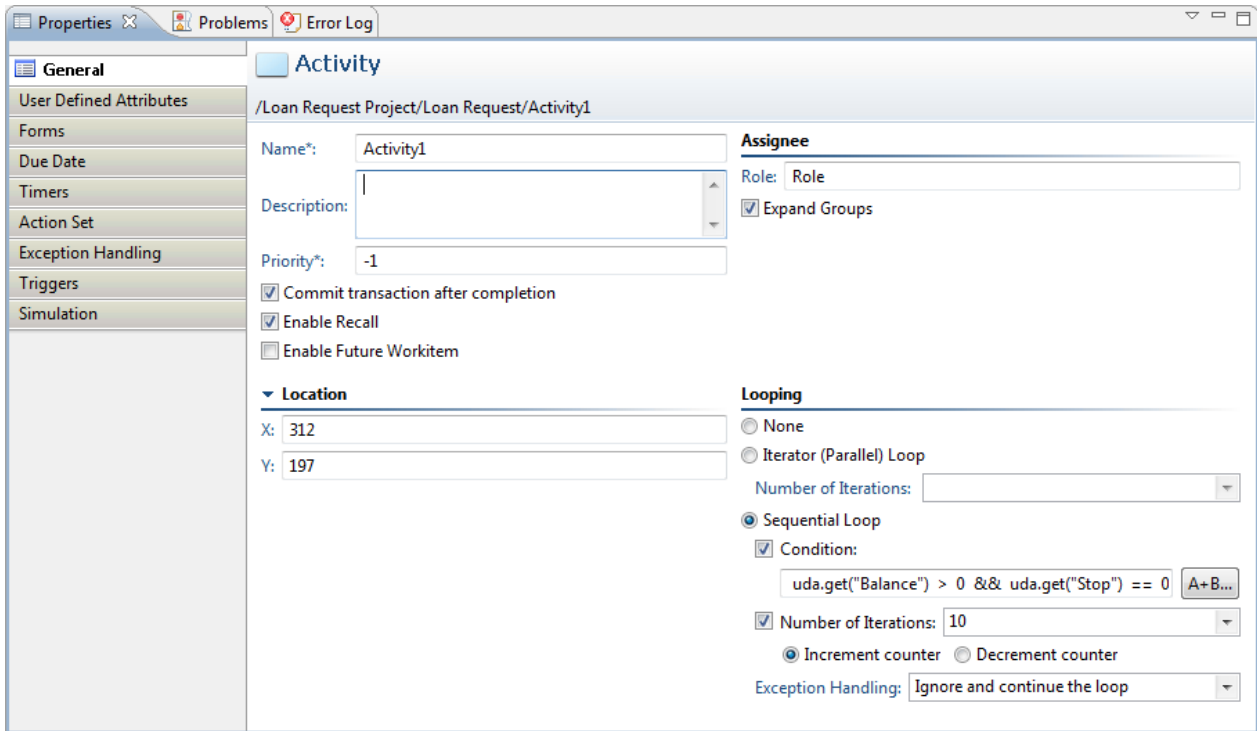 Properties Problems Error Log
General
User Defined Attributes
Forms
Due Date
Timers
Action Set
Exception Handling
Triggers
Simulation
Activity
/Loan Request Project/Loan Request/Activity1
Name*: Activity1
Description:
Priority*: -1
Commit transaction after completion
Enable Recall
Enable Future Workitem
Assignee
Role: Role
Expand Groups
Location
X: 312
Y: 197
Looping
None
Iterator (Parallel) Loop
Number of Iterations:
Sequential Loop
Condition:
uda.get("Balance") > 0 && uda.get("Stop") == 0 A+B...
Number of Iterations: 10
Increment counter Decrement counter
Exception Handling: Ignore and continue the loop